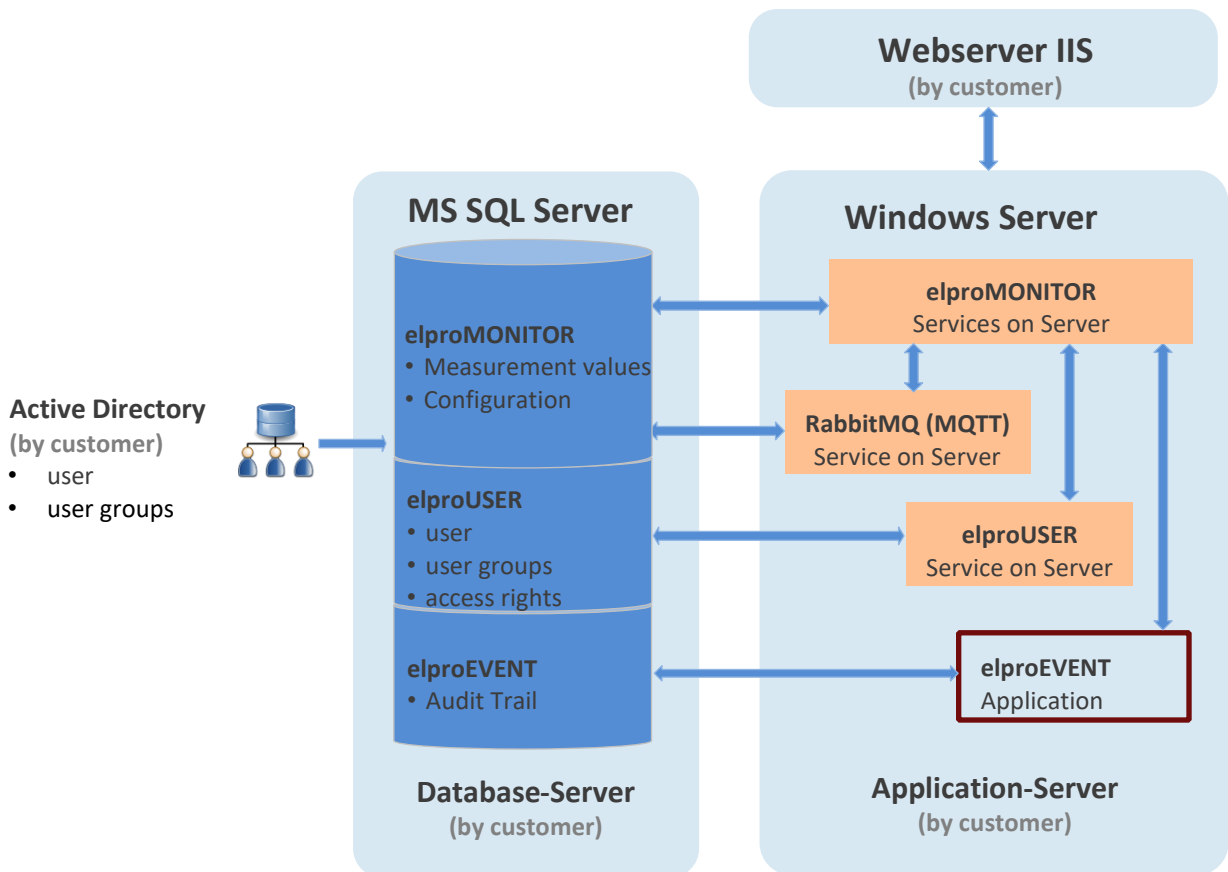 Webserver IIS
(by customer)
MS SQL Server
Windows Server
elproMONITOR
Services on Server
elproMONITOR
• Measurement values
• Configuration
Active Directory
(by customer)
• user
• user groups
RabbitMQ (MQTT)
Service on Server
elproUSER
• user
• user groups
• access rights
elproUSER
Service on Server
elproEVENT
• Audit Trail
elproEVENT
Application
Database-Server
(by customer)
Application-Server
(by customer)